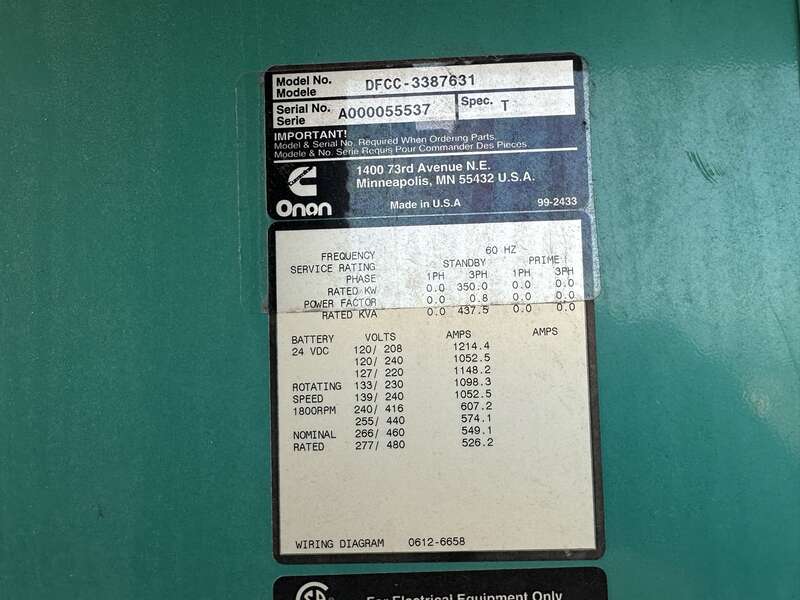 Model No. DFCC-3387631
Modele
Serial No. A000055537 Spec. T
Serie
IMPORTANT!
Model & Serial No. Required When Ordering Parts.
Modele & No. Serie Requis Pour Commander Des Pieces.
Onan
1400 73rd Avenue N.E.
Minneapolis, MN 55432 U.S.A.
Made in U.S.A 99-2433
FREQUENCY 60 HZ
SERVICE RATING STANDBY PRIME
PHASE 1PH 3PH 1PH 3PH
RATED KW 0.0 350.0 0.0 0.0
POWER FACTOR 0.0 0.8 0.0 0.0
RATED KVA 0.0 437.5 0.0 0.0
BATTERY VOLTS AMPS AMPS
24 VDC 120/ 208 1214.4
120/ 240 1052.5
127/ 220 1148.2
ROTATING 133/ 230 1098.3
SPEED 139/ 240 1052.5
1800RPM 240/ 416 607.2
255/ 440 574.1
NOMINAL 266/ 460 549.1
RATED 277/ 480 526.2
WIRING DIAGRAM 0612-6658
For Electrical Equipment Only